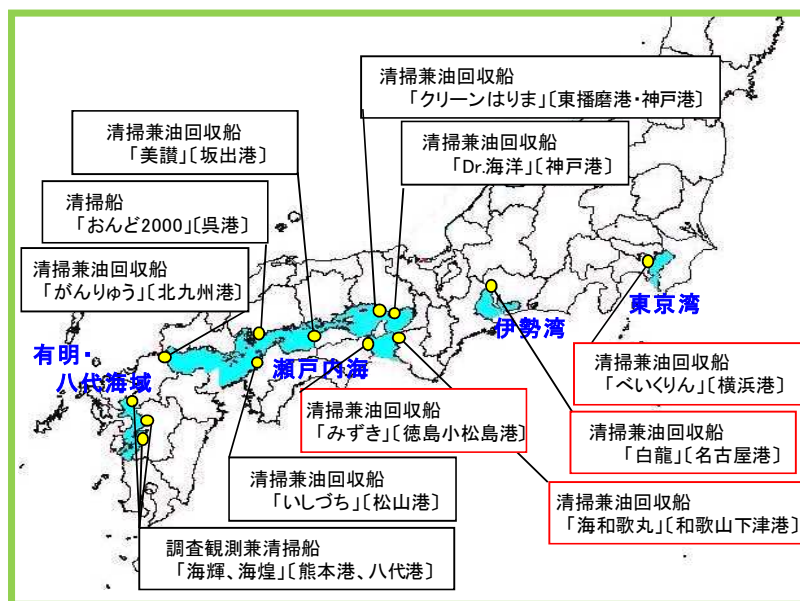 清掃兼油回収船
「クリーンはりま」〔東播磨港・神戸港〕
清掃兼油回収船
「美讃」〔坂出港〕
清掃兼油回収船
「Dr.海洋」〔神戸港〕
清掃船
「おんど2000」〔呉港〕
清掃兼油回収船
「がんりゅう」〔北九州港〕
東京湾
伊勢湾
有明・
八代海域
瀬戸内海
清掃兼油回収船
「べいくりん」〔横浜港〕
清掃兼油回収船
「みずき」〔徳島小松島港〕
清掃兼油回収船
「白龍」〔名古屋港〕
清掃兼油回収船
「いしづち」〔松山港〕
清掃兼油回収船
「海和歌丸」〔和歌山下津港〕
調査観測兼清掃船
「海輝、海煌」〔熊本港、八代港〕